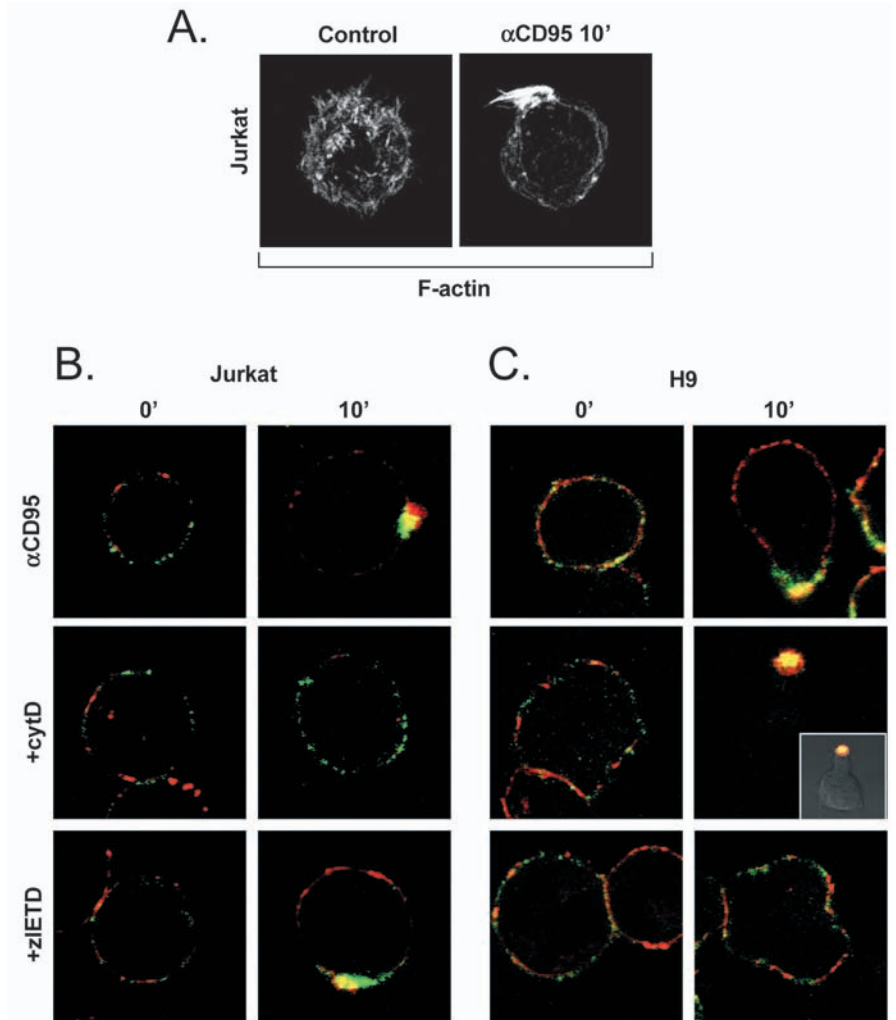 A.
Control
αCD95 10'
Jurkat
F-actin
B.
Jurkat
0'
10'
C.
H9
0'
10'
αCD95
+cytD
+zIETD